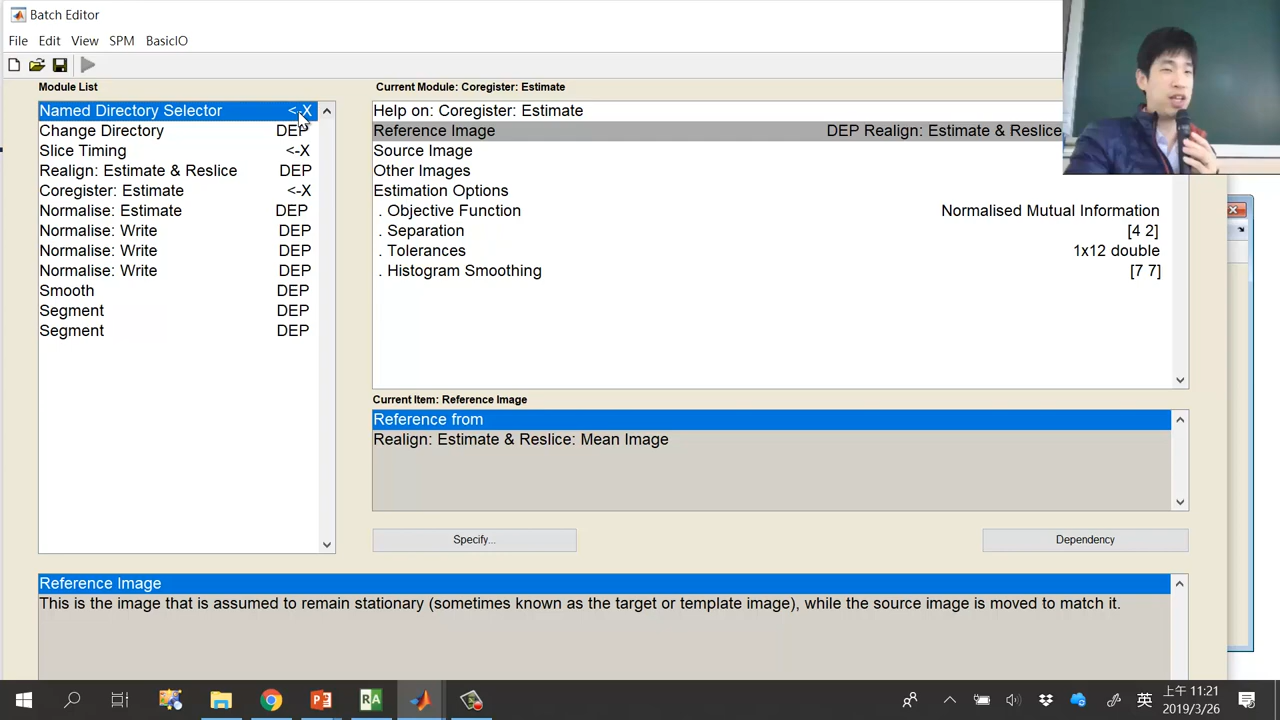 Batch Editor
File Edit View SPM BasicIO
Module List
Named Directory Selector <-X
Change Directory DEP
Slice Timing <-X
Realign: Estimate & Reslice DEP
Coregister: Estimate <-X
Normalise: Estimate DEP
Normalise: Write DEP
Normalise: Write DEP
Normalise: Write DEP
Smooth DEP
Segment DEP
Segment DEP
Current Module: Coregister: Estimate
Help on: Coregister: Estimate
Reference Image DEP Realign: Estimate & Reslice
Source Image
Other Images
Estimation Options
. Objective Function Normalised Mutual Information
. Separation [4 2]
. Tolerances 1x12 double
. Histogram Smoothing [7 7]
Current Item: Reference Image
Reference from
Realign: Estimate & Reslice: Mean Image
Specify...
Dependency
Reference Image
This is the image that is assumed to remain stationary (sometimes known as the target or template image), while the source image is moved to match it.
RA
英
上午 11:21
2019/3/26